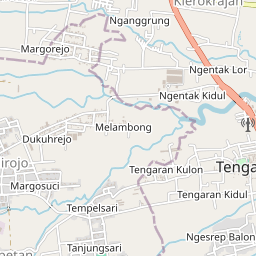 Klerokrajan
Nganggrung
Margorejo
Ngentak Lor
Ngentak Kidul
Melambong
Dukuhrejo
irojo
Tengaran Kulon
Tenga
Margosuci
Tengaran Kidul
Tempelsari
Ngesrep Balon
petan
Tanjungsari